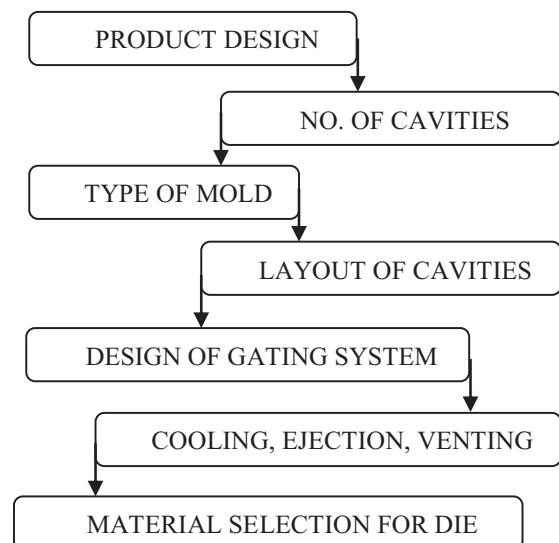 PRODUCT DESIGN
NO. OF CAVITIES
TYPE OF MOLD
LAYOUT OF CAVITIES
DESIGN OF GATING SYSTEM
COOLING, EJECTION, VENTING
MATERIAL SELECTION FOR DIE